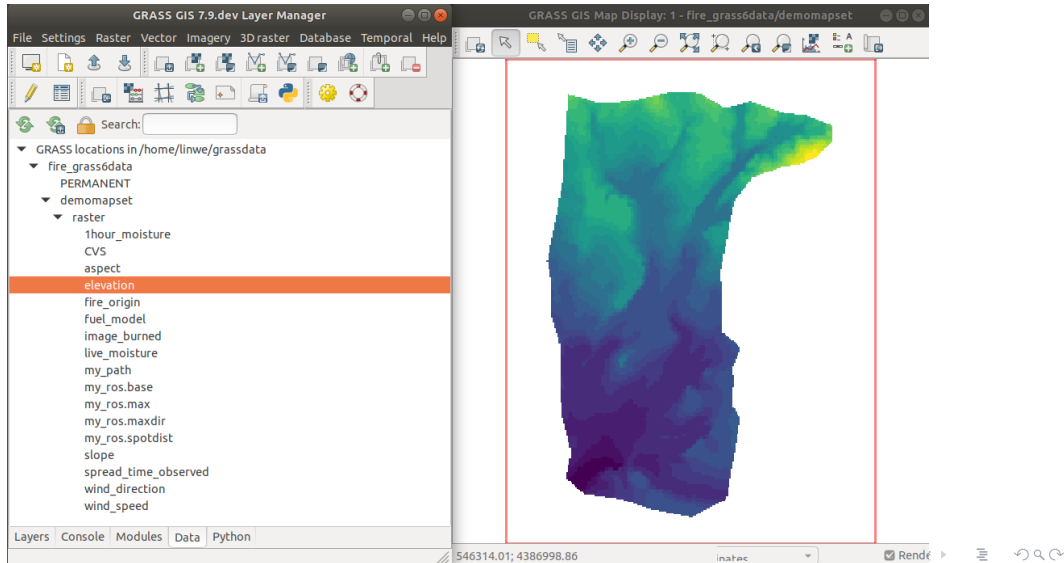 GRASS GIS 7.9.dev Layer Manager
File Settings Raster Vector Imagery 3D raster Database Temporal Help
Search:
GRASS locations in /home/linwe/grassdata
fire_grass6data
PERMANENT
demomapset
raster
1hour_moisture
CVS
aspect
elevation
fire_origin
fuel_model
image_burned
live_moisture
my_path
my_ros.base
my_ros.max
my_ros.maxdir
my_ros.spotdist
slope
spread_time_observed
wind_direction
wind_speed
Layers Console Modules Data Python
GRASS GIS Map Display: 1 - fire_grass6data/demomapset
546314.01; 4386998.86
inates
Rende